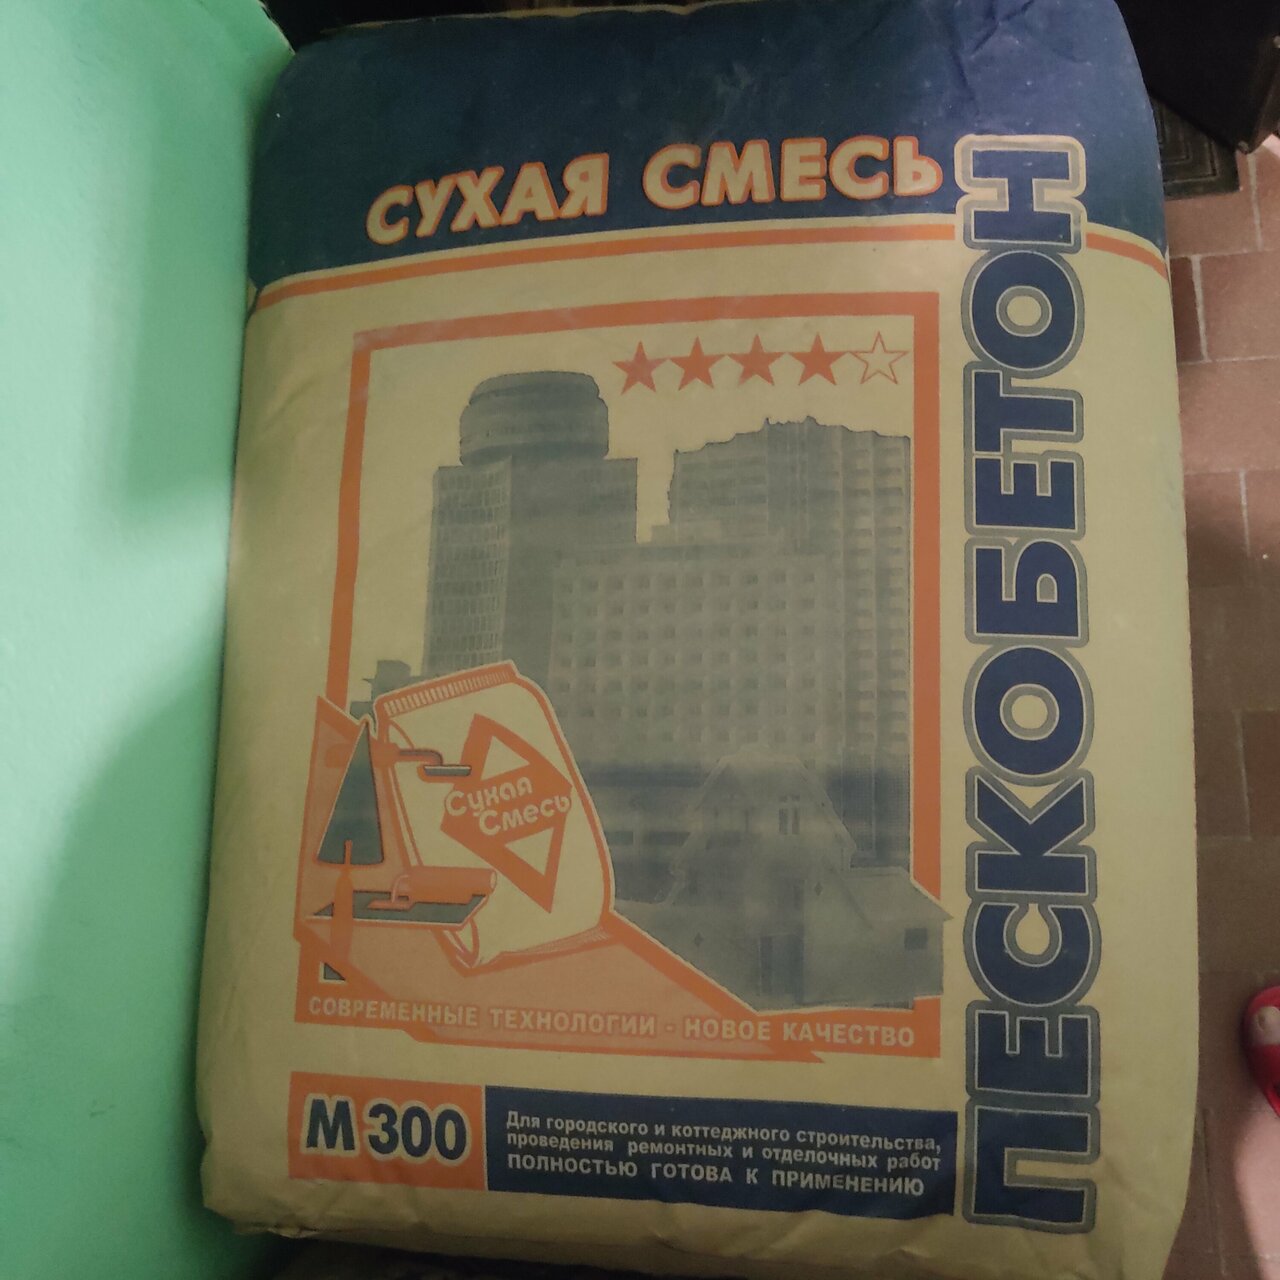 СУХАЯ СМЕСЬ
ПЕСКОБЕТОН
Сухая
Смесь
СОВРЕМЕННЫЕ ТЕХНОЛОГИИ - НОВОЕ КАЧЕСТВО
М 300
Для городского и коттеджного строительства,
проведения ремонтных и отделочных работ
ПОЛНОСТЬЮ ГОТОВА К ПРИМЕНЕНИЮ